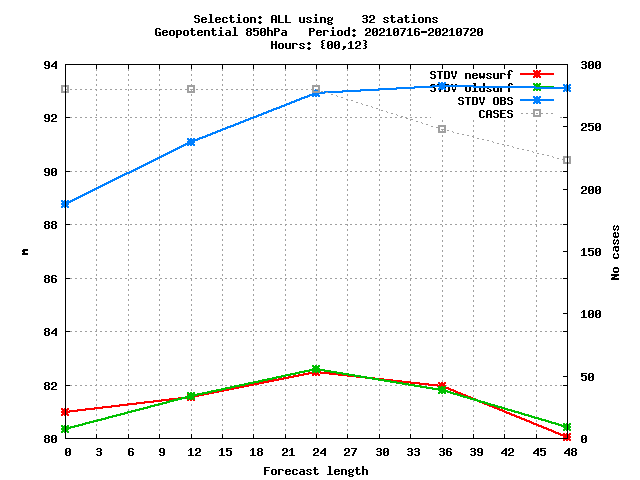 Selection: ALL using 32 stations
Geopotential 850hPa Period: 20210716-20210720
Hours: {00,12}
94
92
90
88
86
84
82
80
m
300
250
200
150
100
50
0
No cases
STDV newsurf
STDV oldsurf
STDV OBS
CASES
0 3 6 9 12 15 18 21 24 27 30 33 36 39 42 45 48
Forecast length